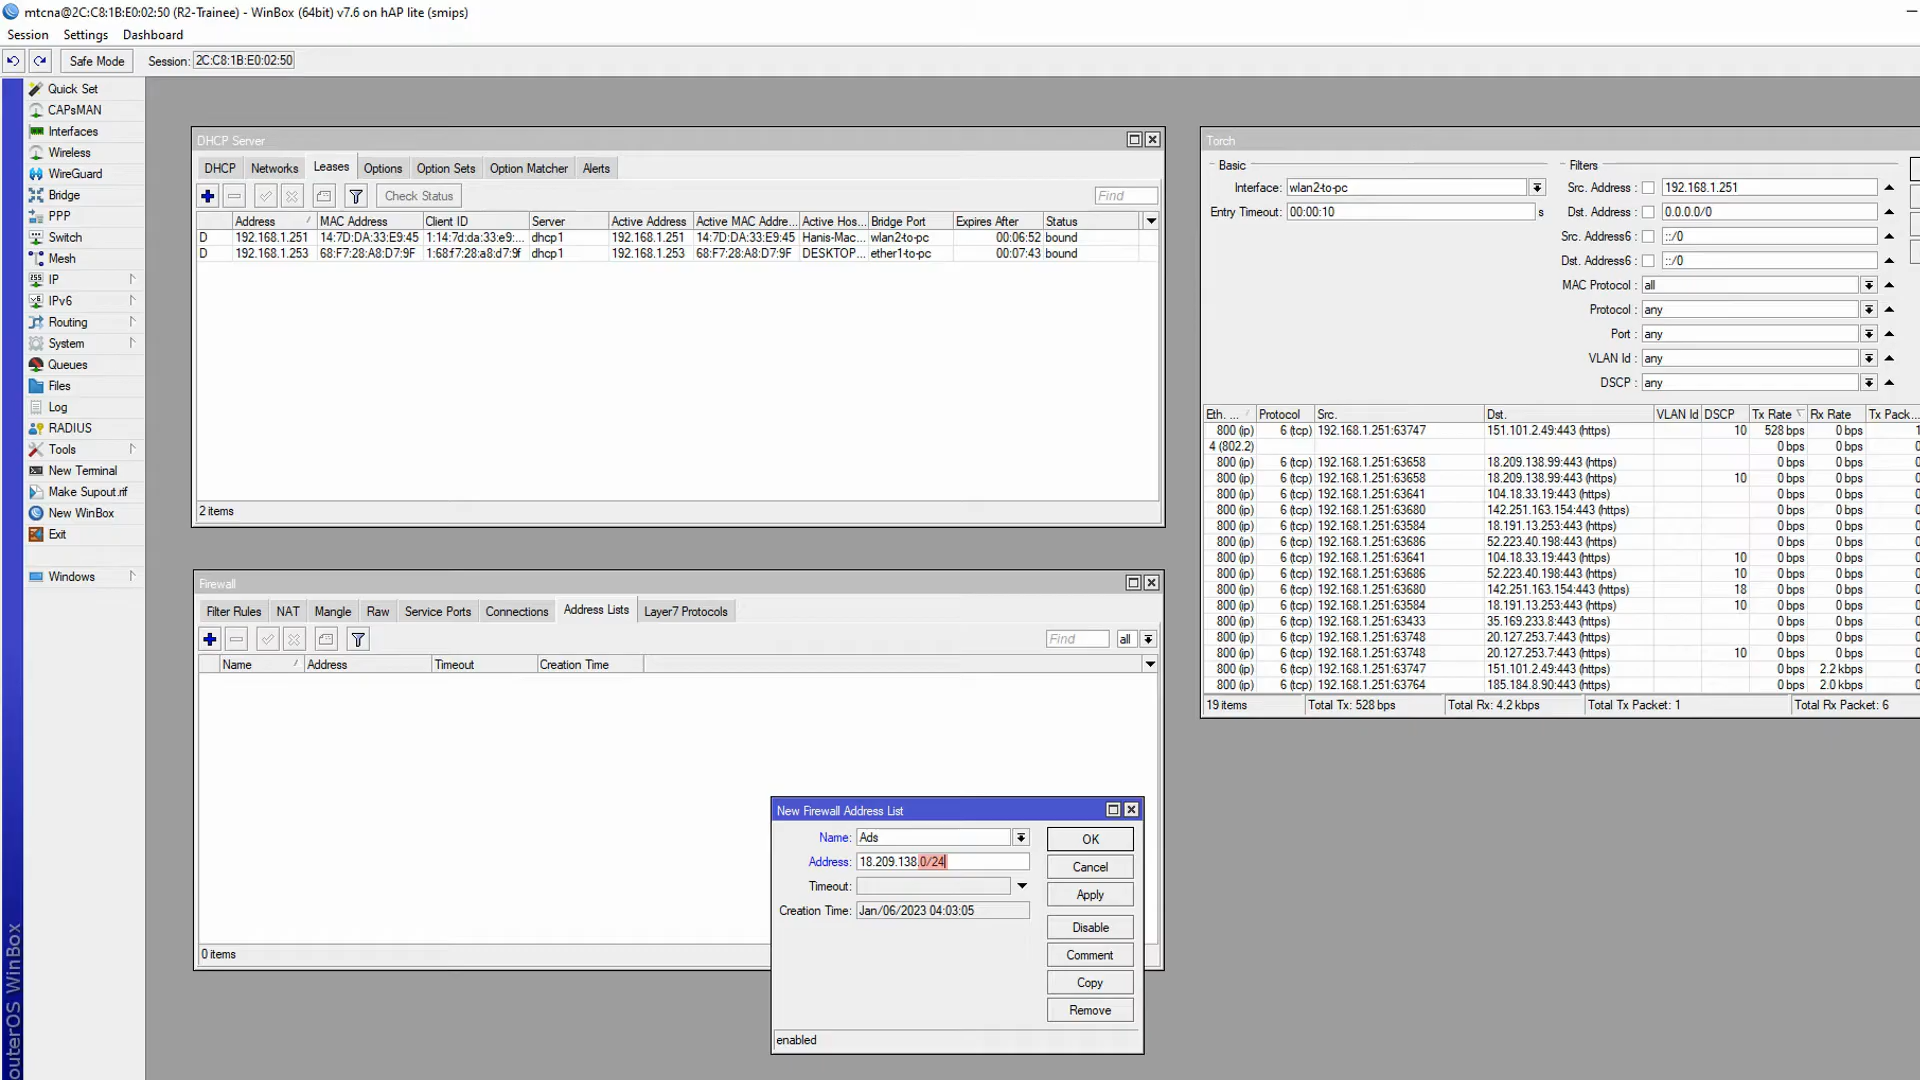 mtcna@2C:C8:1B:E0:02:50 (R2-Trainee) - WinBox (64bit) v7.6 on hAP lite (smips)
Session Settings Dashboard
Safe Mode Session: 2C:C8:1B:E0:02:50
Quick Set
CAPsMAN
Interfaces
Wireless
WireGuard
Bridge
PPP
Switch
Mesh
IP
IPv6
Routing
System
Queues
Files
Log
RADIUS
Tools
New Terminal
Make Supout.rif
New WinBox
Exit
Windows
outerOS WinBox
DHCP Server
DHCP Networks Leases Options Option Sets Option Matcher Alerts
Check Status Find
Address MAC Address Client ID Server Active Address Active MAC Addre... Active Hos... Bridge Port Expires After Status
D 192.168.1.251 14:7D:DA:33:E9:45 1:14:7d:da:33:e9:... dhcp1 192.168.1.251 14:7D:DA:33:E9:45 Hanis-Mac... wlan2-to-pc 00:06:52 bound
D 192.168.1.253 68:F7:28:A8:D7:9F 1:68:f7:28:a8:d7:9f dhcp1 192.168.1.253 68:F7:28:A8:D7:9F DESKTOP... ether1-to-pc 00:07:43 bound
2 items
Torch
Basic
Interface: wlan2-to-pc
Entry Timeout: 00:00:10 s
Filters
Src. Address: 192.168.1.251
Dst. Address: 0.0.0.0/0
Src. Address6: ::/0
Dst. Address6: ::/0
MAC Protocol: all
Protocol: any
Port: any
VLAN Id: any
DSCP: any
Eth. ... Protocol Src. Dst. VLAN Id DSCP Tx Rate Rx Rate Tx Pack...
800 (ip) 6 (tcp) 192.168.1.251:63747 151.101.2.49:443 (https) 10 528 bps 0 bps 1
4 (802.2) 0 bps 0 bps 0
800 (ip) 6 (tcp) 192.168.1.251:63658 18.209.138.99:443 (https) 0 bps 0 bps 0
800 (ip) 6 (tcp) 192.168.1.251:63658 18.209.138.99:443 (https) 10 0 bps 0 bps 0
800 (ip) 6 (tcp) 192.168.1.251:63641 104.18.33.19:443 (https) 0 bps 0 bps 0
800 (ip) 6 (tcp) 192.168.1.251:63680 142.251.163.154:443 (https) 0 bps 0 bps 0
800 (ip) 6 (tcp) 192.168.1.251:63584 18.191.13.253:443 (https) 0 bps 0 bps 0
800 (ip) 6 (tcp) 192.168.1.251:63686 52.223.40.198:443 (https) 0 bps 0 bps 0
800 (ip) 6 (tcp) 192.168.1.251:63641 104.18.33.19:443 (https) 10 0 bps 0 bps 0
800 (ip) 6 (tcp) 192.168.1.251:63686 52.223.40.198:443 (https) 10 0 bps 0 bps 0
800 (ip) 6 (tcp) 192.168.1.251:63680 142.251.163.154:443 (https) 18 0 bps 0 bps 0
800 (ip) 6 (tcp) 192.168.1.251:63584 18.191.13.253:443 (https) 10 0 bps 0 bps 0
800 (ip) 6 (tcp) 192.168.1.251:63433 35.169.233.8:443 (https) 0 bps 0 bps 0
800 (ip) 6 (tcp) 192.168.1.251:63748 20.127.253.7:443 (https) 0 bps 0 bps 0
800 (ip) 6 (tcp) 192.168.1.251:63748 20.127.253.7:443 (https) 10 0 bps 0 bps 0
800 (ip) 6 (tcp) 192.168.1.251:63747 151.101.2.49:443 (https) 0 bps 2.2 kbps 0
800 (ip) 6 (tcp) 192.168.1.251:63764 185.184.8.90:443 (https) 0 bps 2.0 kbps 0
19 items Total Tx: 528 bps Total Rx: 4.2 kbps Total Tx Packet: 1 Total Rx Packet: 6
Firewall
Filter Rules NAT Mangle Raw Service Ports Connections Address Lists Layer7 Protocols
Find all
Name Address Timeout Creation Time
0 items
New Firewall Address List
Name: Ads
Address: 18.209.138.0/24
Timeout:
Creation Time: Jan/06/2023 04:03:05
OK
Cancel
Apply
Disable
Comment
Copy
Remove
enabled